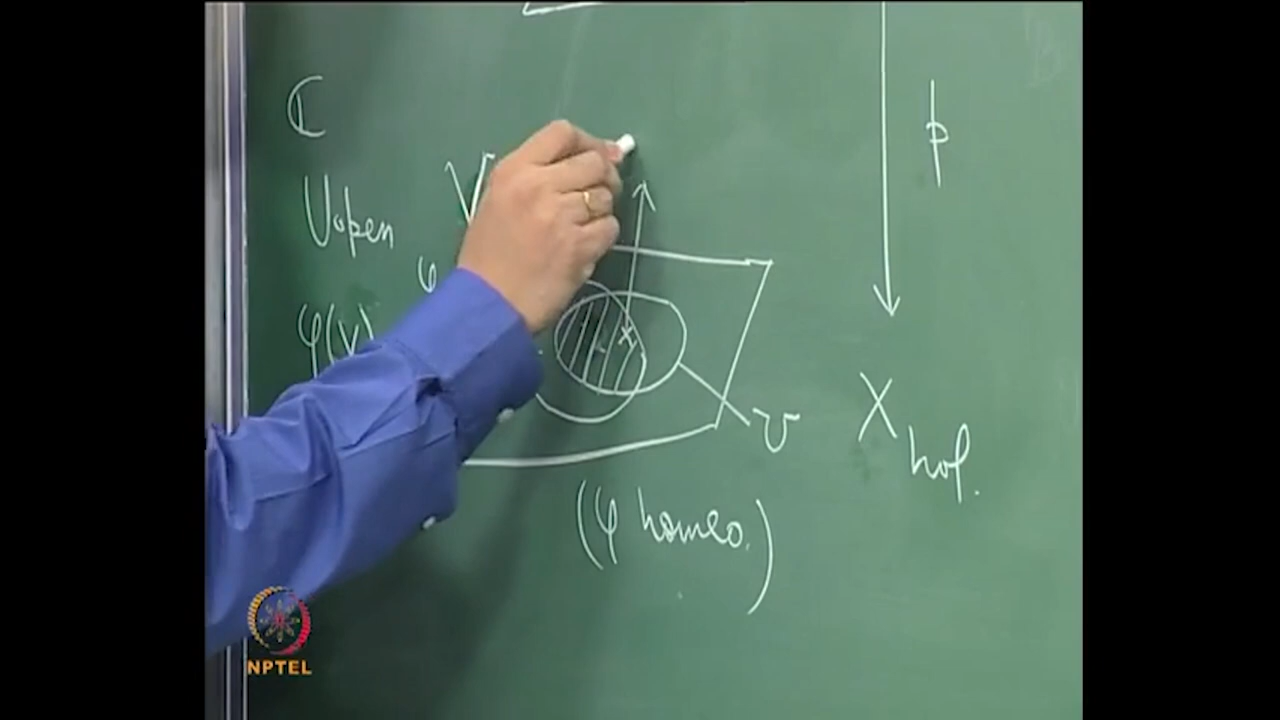 ℂ
p
V
U open
φ
φ(V)
X
hol.
U
(φ homeo.)
NPTEL